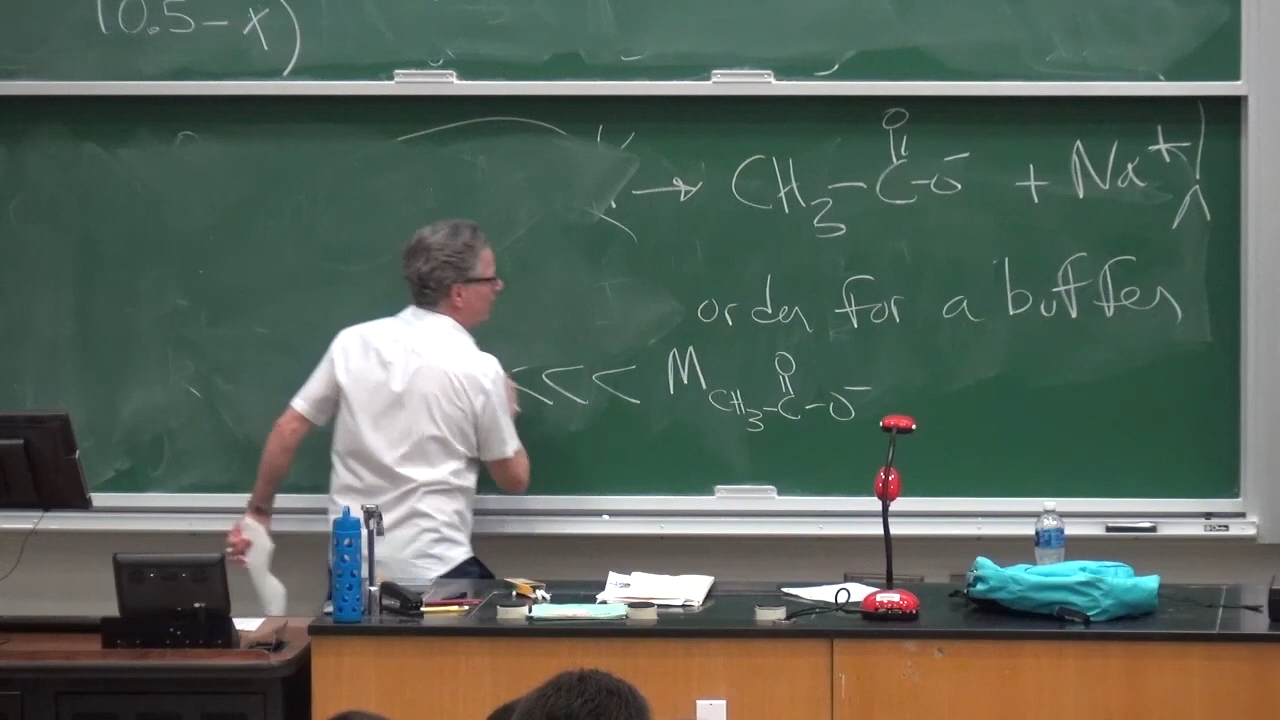 (0.5 - x)
→ CH₃-C(=O)-O⁻ + Na⁺
order for a buffer
<<< M CH₃-C(=O)-O⁻